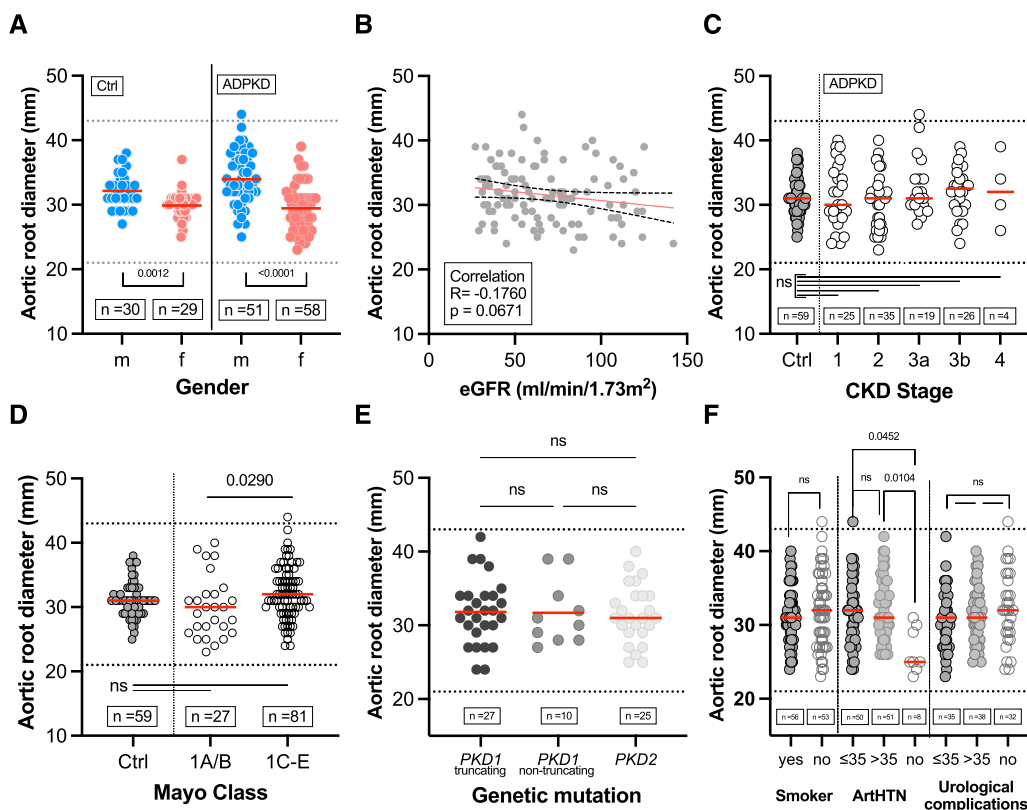 A
Aortic root diameter (mm)
50
40
30
20
10
Ctrl
ADPKD
0.0012
<0.0001
n =30
n =29
n =51
n =58
m
f
m
f
Gender
B
Aortic root diameter (mm)
50
40
30
20
10
Correlation
R= -0.1760
p = 0.0671
0
50
100
150
eGFR (ml/min/1.73m²)
C
Aortic root diameter (mm)
50
40
30
20
10
ADPKD
ns
n =59
n =25
n =35
n =19
n =26
n =4
Ctrl
1
2
3a
3b
4
CKD Stage
D
Aortic root diameter (mm)
50
40
30
20
10
0.0290
ns
n =59
n =27
n =81
Ctrl
1A/B
1C-E
Mayo Class
E
Aortic root diameter (mm)
50
40
30
20
ns
ns
ns
n =27
n =10
n =25
PKD1
truncating
PKD1
non-truncating
PKD2
Genetic mutation
F
Aortic root diameter (mm)
50
40
30
20
0.0452
ns
ns
0.0104
ns
n =56
n =53
n =50
n =51
n =8
n =35
n =38
n =32
yes
no
≤35
>35
no
≤35
>35
no
Smoker
ArtHTN
Urological
complications